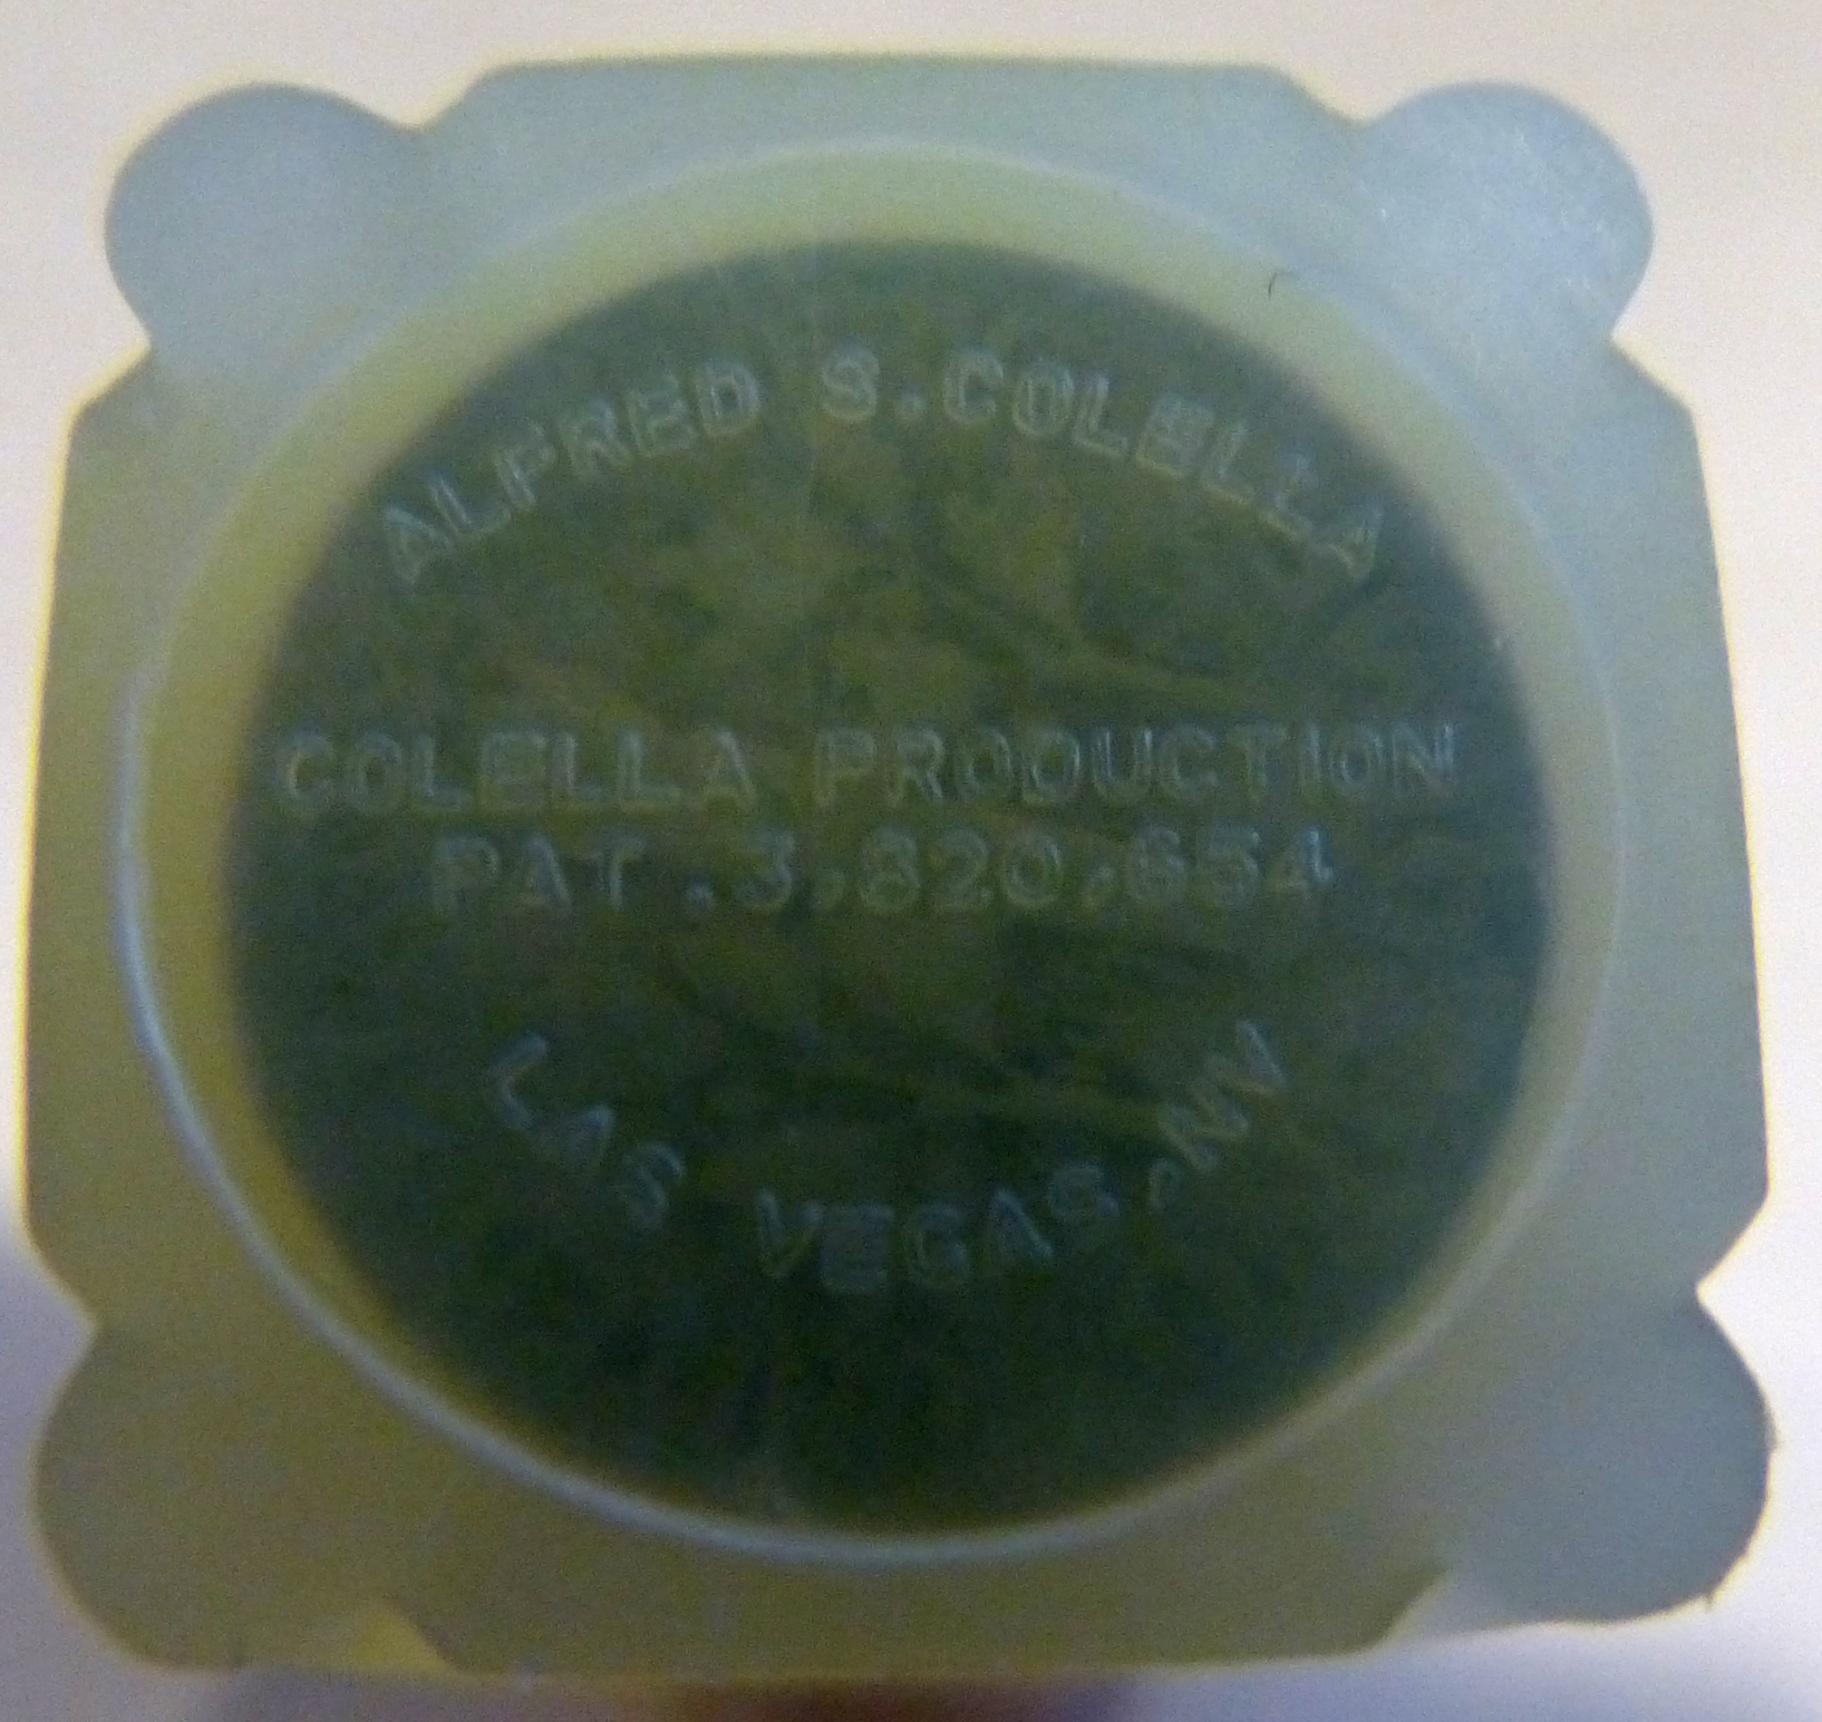 ALFRED S.COLELLA
COLELLA PRODUCTION
PAT.3,820,654
LAS VEGAS,NV